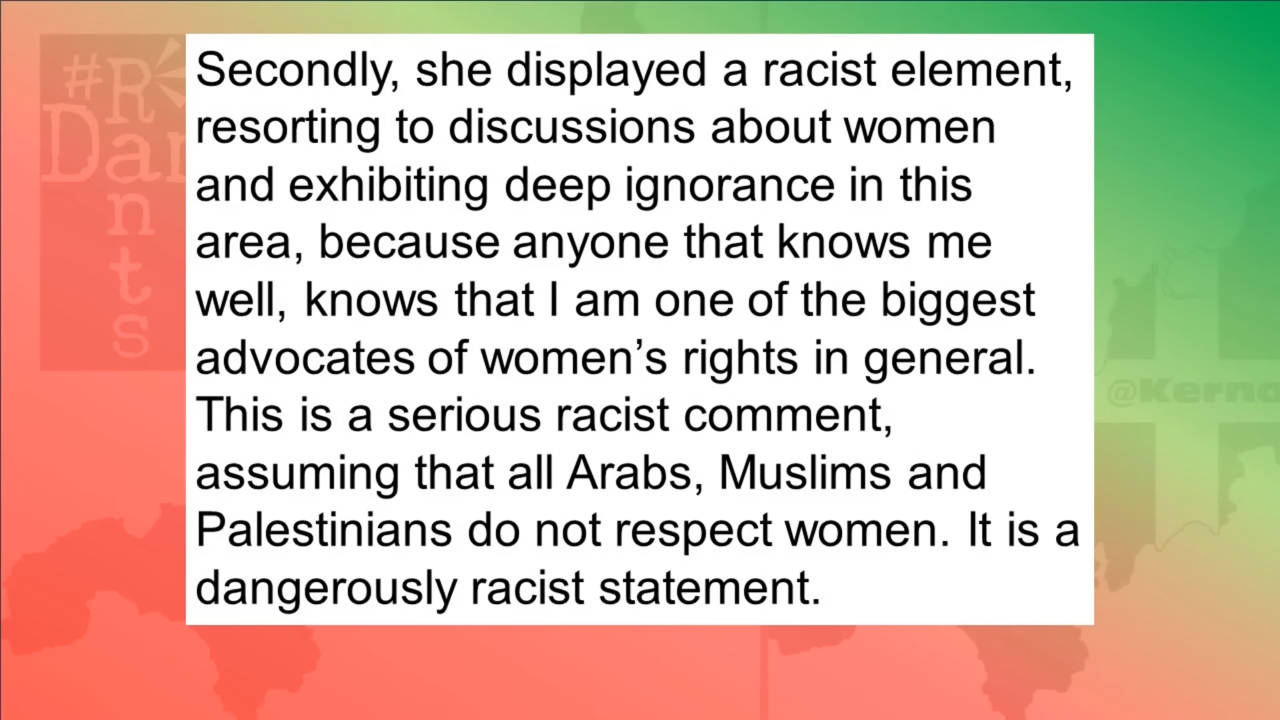 #R
Dan
n
t
s
Secondly, she displayed a racist element,
resorting to discussions about women
and exhibiting deep ignorance in this
area, because anyone that knows me
well, knows that I am one of the biggest
advocates of women’s rights in general.
This is a serious racist comment,
assuming that all Arabs, Muslims and
Palestinians do not respect women. It is a
dangerously racist statement.
@Kerno